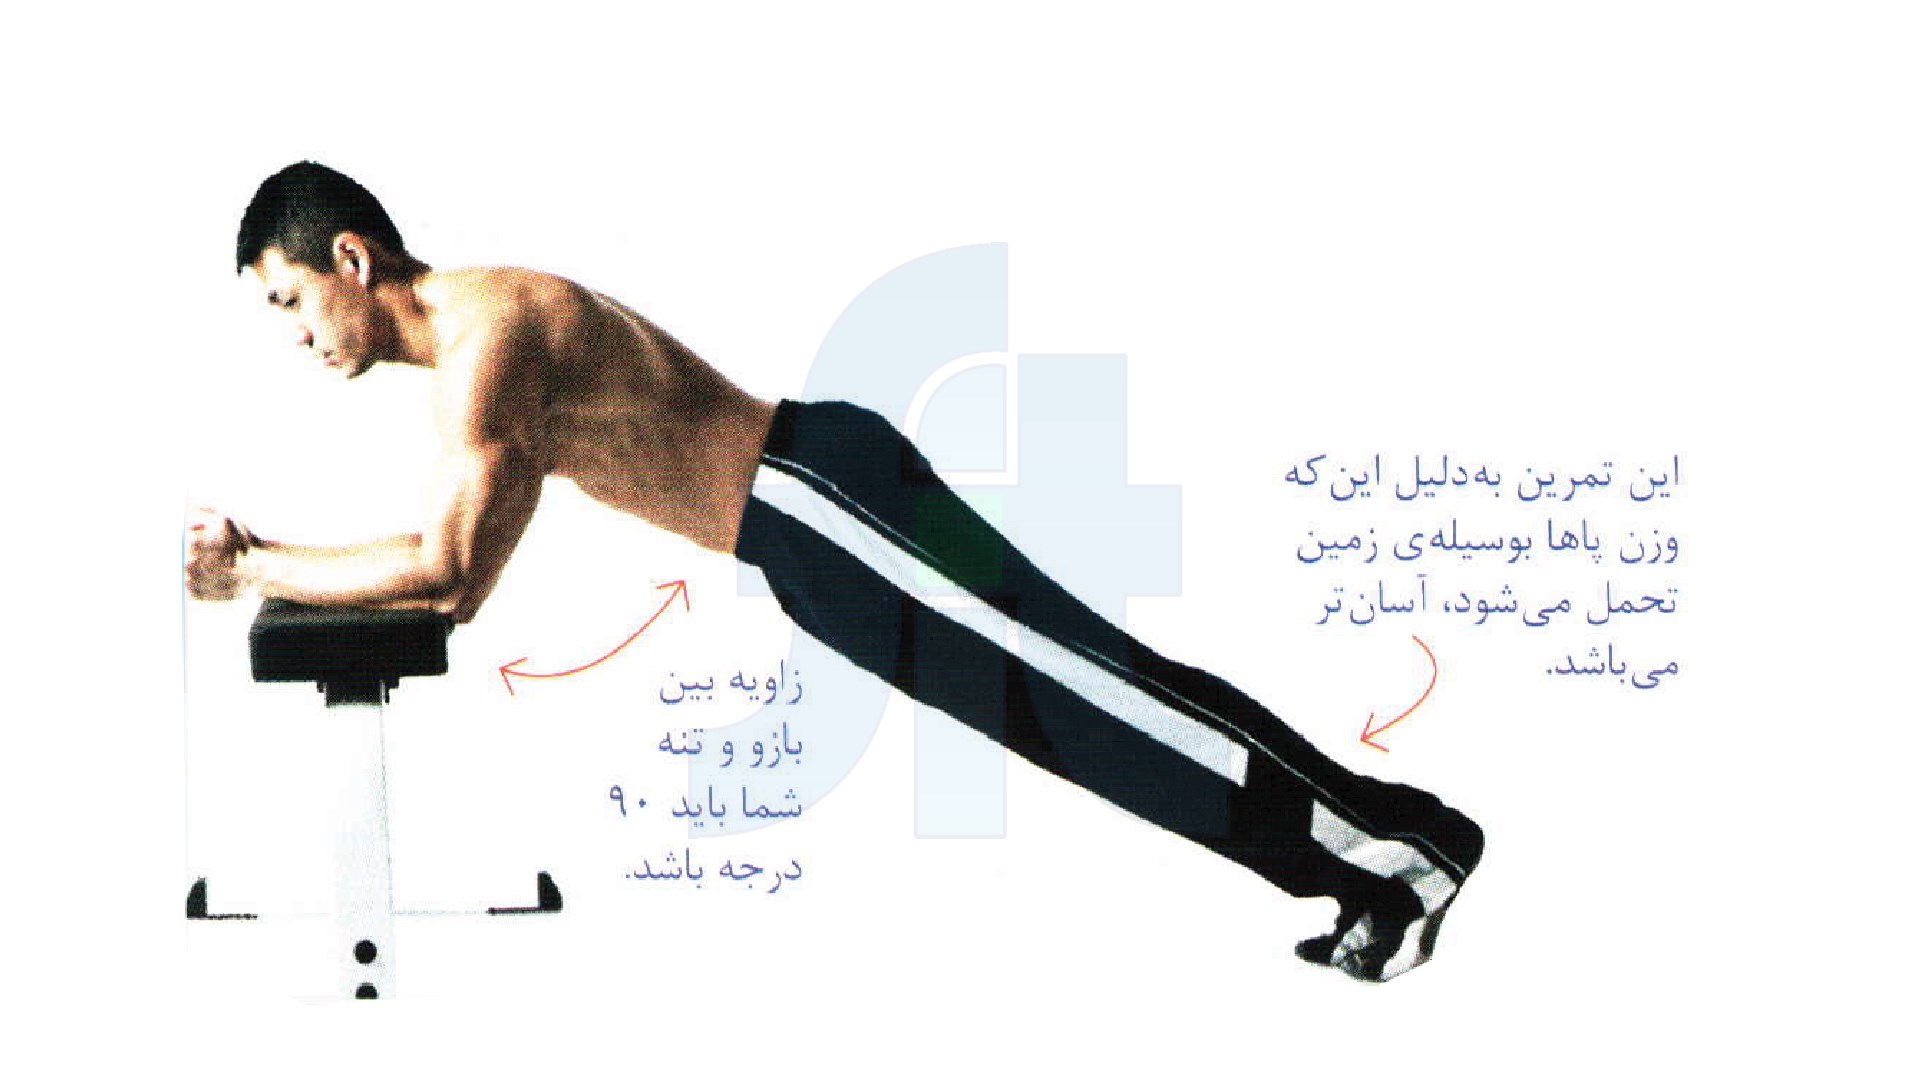 این تمرین به‌دلیل این‌که
وزن پاها بوسیله‌ی زمین
تحمل می‌شود، آسان‌تر
می‌باشد.
زاویه بین
بازو و تنه
شما باید ۹۰
درجه باشد.